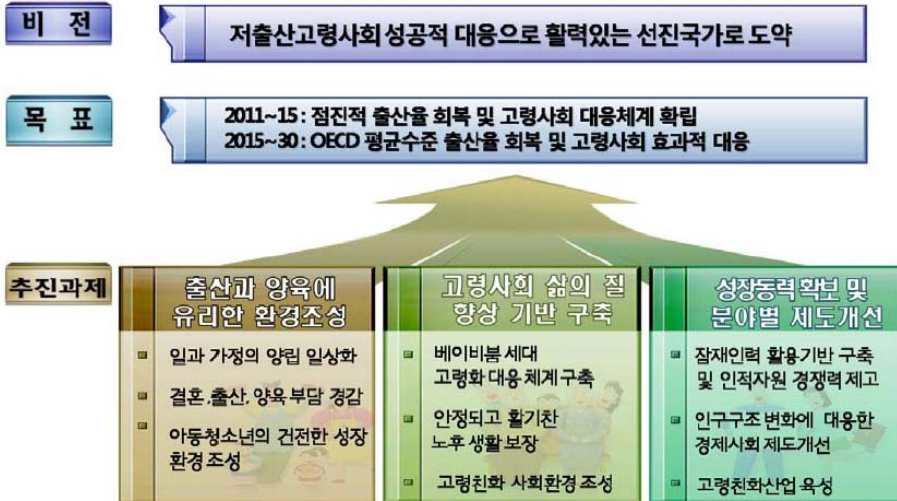 비 전
저출산고령사회 성공적 대응으로 활력있는 선진국가로 도약
목 표
2011~15 : 점진적 출산율 회복 및 고령사회 대응체계 확립
2015~30 : OECD 평균수준 출산율 회복 및 고령사회 효과적 대응
추진과제
출산과 양육에
유리한 환경조성
일과 가정의 양립 일상화
결혼,출산,양육 부담 경감
아동청소년의 건전한 성장
환경 조성
고령사회 삶의 질
향상 기반 구축
베이비붐 세대
고령화 대응 체계 구축
안정되고 활기찬
노후 생활 보장
고령친화 사회환경 조성
성장동력 확보 및
분야별 제도개선
잠재인력 활용기반 구축
및 인적자원 경쟁력 제고
인구구조 변화에 대응한
경제사회 제도개선
고령친화산업 육성